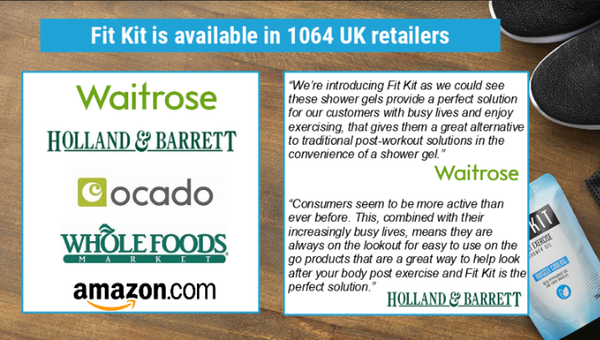 Fit Kit is available in 1064 UK retailers
Waitrose
HOLLAND & BARRETT
ocado
WHOLE FOODS
MARKET
amazon.com
“We’re introducing Fit Kit as we could see
these shower gels provide a perfect solution
for our customers with busy lives and enjoy
exercising, that gives them a great alternative
to traditional post-workout solutions in the
convenience of a shower gel.”
Waitrose
“Consumers seem to be more active than
ever before. This, combined with their
increasingly busy lives, means they are
always on the lookout for easy to use on the
go products that are a great way to help look
after your body post exercise and Fit Kit is the
perfect solution.”
HOLLAND & BARRETT
KIT
EXERCISE